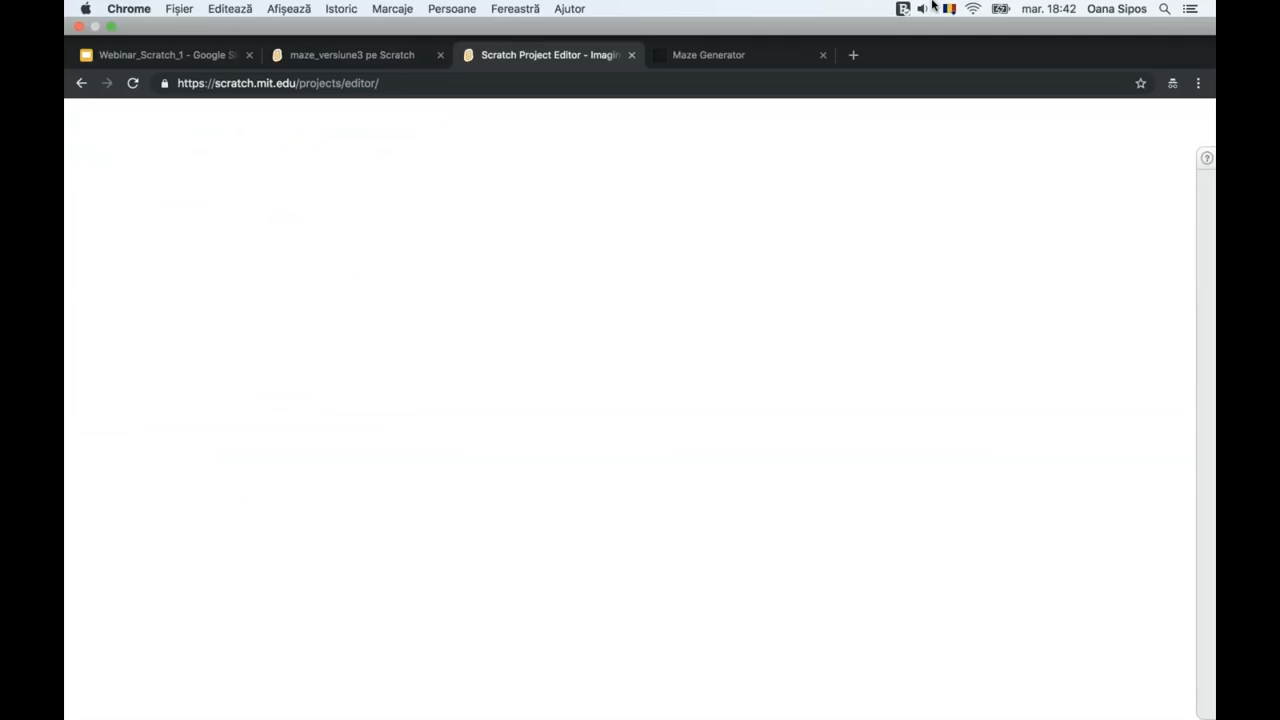 Chrome Fișier Editează Afișează Istoric Marcaje Persoane Fereastră Ajutor mar. 18:42 Oana Sipos
Webinar_Scratch_1 - Google S maze_versiune3 pe Scratch Scratch Project Editor - Imagin Maze Generator
https://scratch.mit.edu/projects/editor/
?